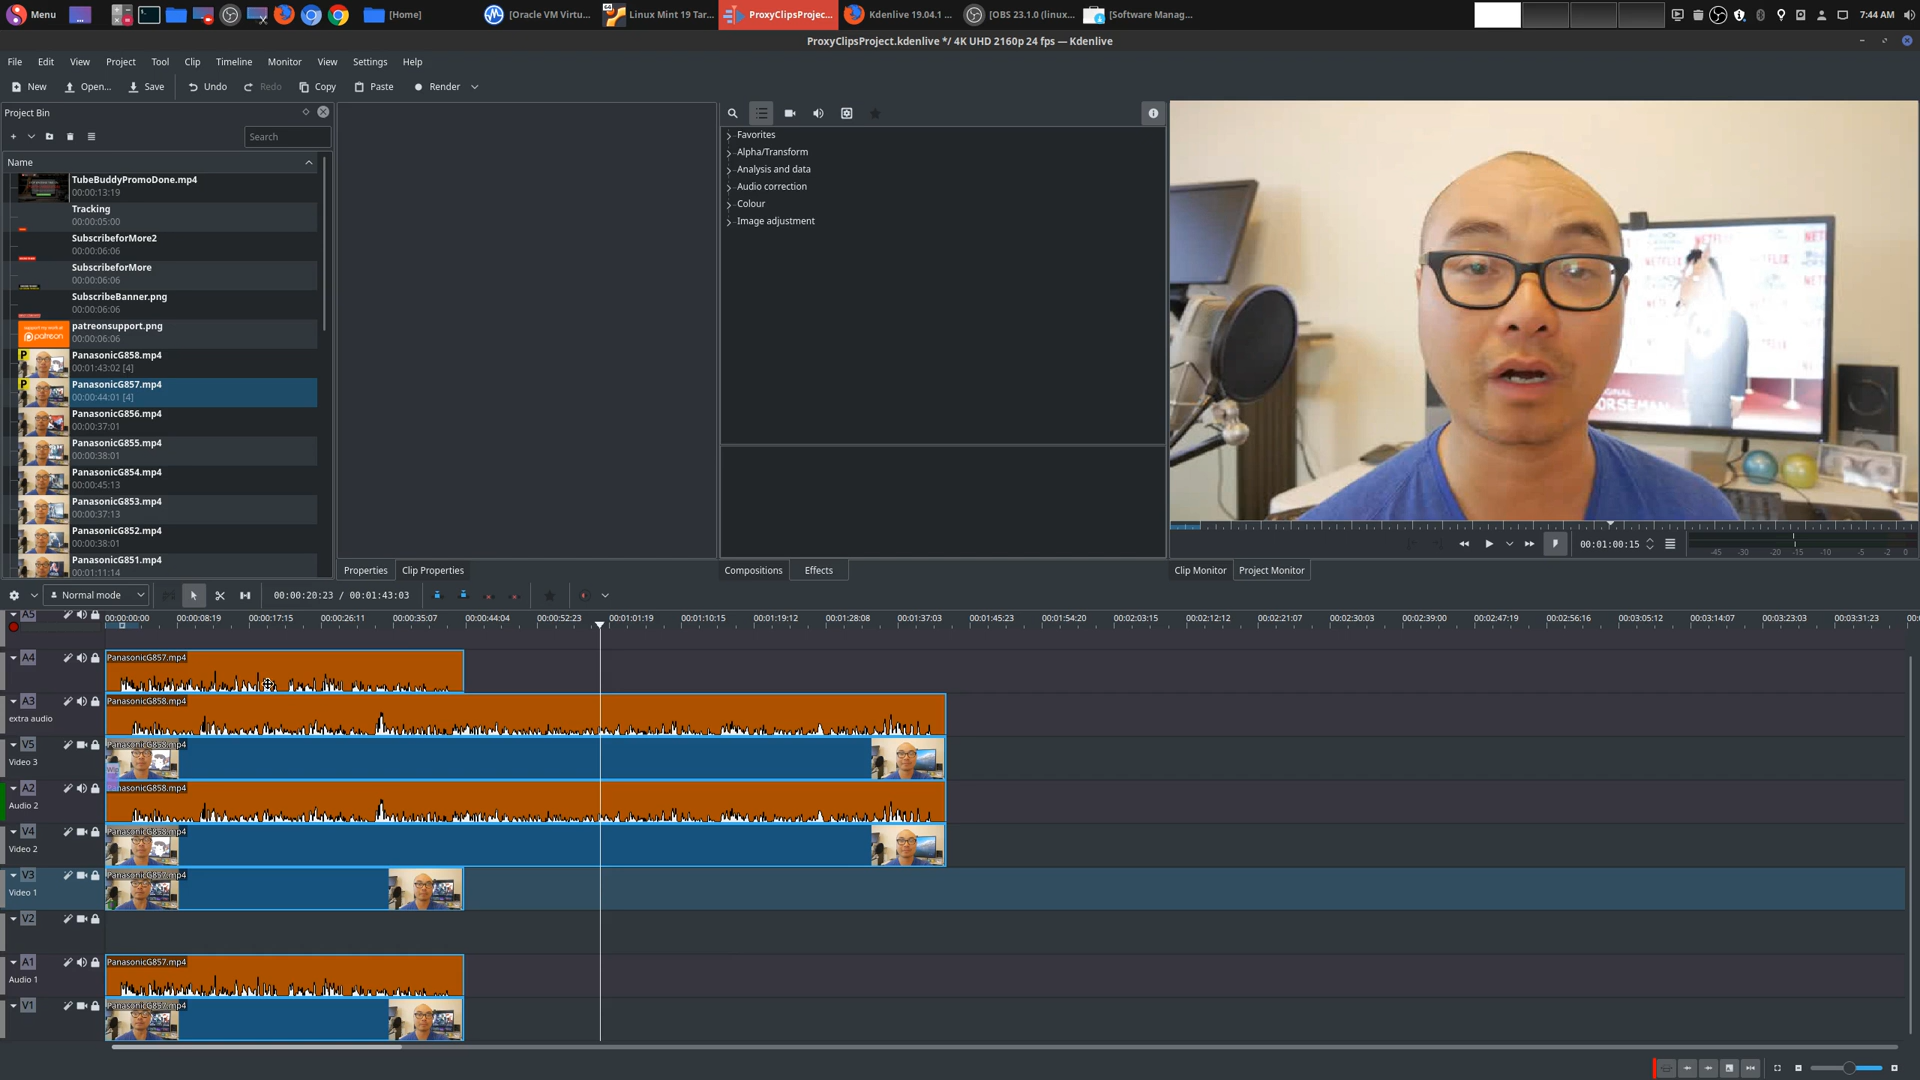 Menu
[Home]
[Oracle VM Virtu...
Linux Mint 19 Tar...
ProxyClipsProjec...
Kdenlive 19.04.1 ...
[OBS 23.1.0 (linux...
[Software Manag...
7:44 AM
ProxyClipsProject.kdenlive */ 4K UHD 2160p 24 fps — Kdenlive
File Edit View Project Tool Clip Timeline Monitor View Settings Help
New Open... Save Undo Redo Copy Paste Render
Project Bin
Search
Name
TubeBuddyPromoDone.mp4
00:00:13:19
Tracking
00:00:05:00
SubscribeforMore2
00:00:06:06
SubscribeforMore
00:00:06:06
SubscribeBanner.png
00:00:06:06
patreonsupport.png
00:00:06:06
patreon
P
PanasonicG858.mp4
00:01:43:02 [4]
P
PanasonicG857.mp4
00:00:44:01 [4]
PanasonicG856.mp4
00:00:37:01
PanasonicG855.mp4
00:00:38:01
PanasonicG854.mp4
00:00:45:13
PanasonicG853.mp4
00:00:37:13
PanasonicG852.mp4
00:00:38:01
PanasonicG851.mp4
00:01:11:14
Properties Clip Properties
Favorites
Alpha/Transform
Analysis and data
Audio correction
Colour
Image adjustment
Compositions Effects
NETFLIX
ORSEMAN
00:01:00:15
-45 -30 -20 -15 -10 -5 -2 0
Clip Monitor Project Monitor
Normal mode
00:00:20:23 / 00:01:43:03
00:00:00:00 00:00:08:19 00:00:17:15 00:00:26:11 00:00:35:07 00:00:44:04 00:00:52:23 00:01:01:19 00:01:10:15 00:01:19:12 00:01:28:08 00:01:37:03 00:01:45:23 00:01:54:20 00:02:03:15 00:02:12:12 00:02:21:07 00:02:30:03 00:02:39:00 00:02:47:19 00:02:56:16 00:03:05:12 00:03:14:07 00:03:23:03 00:03:31:23
A5
A4
PanasonicG857.mp4
A3
extra audio
PanasonicG858.mp4
V5
Video 3
PanasonicG858.mp4
A2
Audio 2
PanasonicG858.mp4
V4
Video 2
PanasonicG858.mp4
V3
Video 1
PanasonicG857.mp4
V2
A1
Audio 1
PanasonicG857.mp4
V1
PanasonicG857.mp4